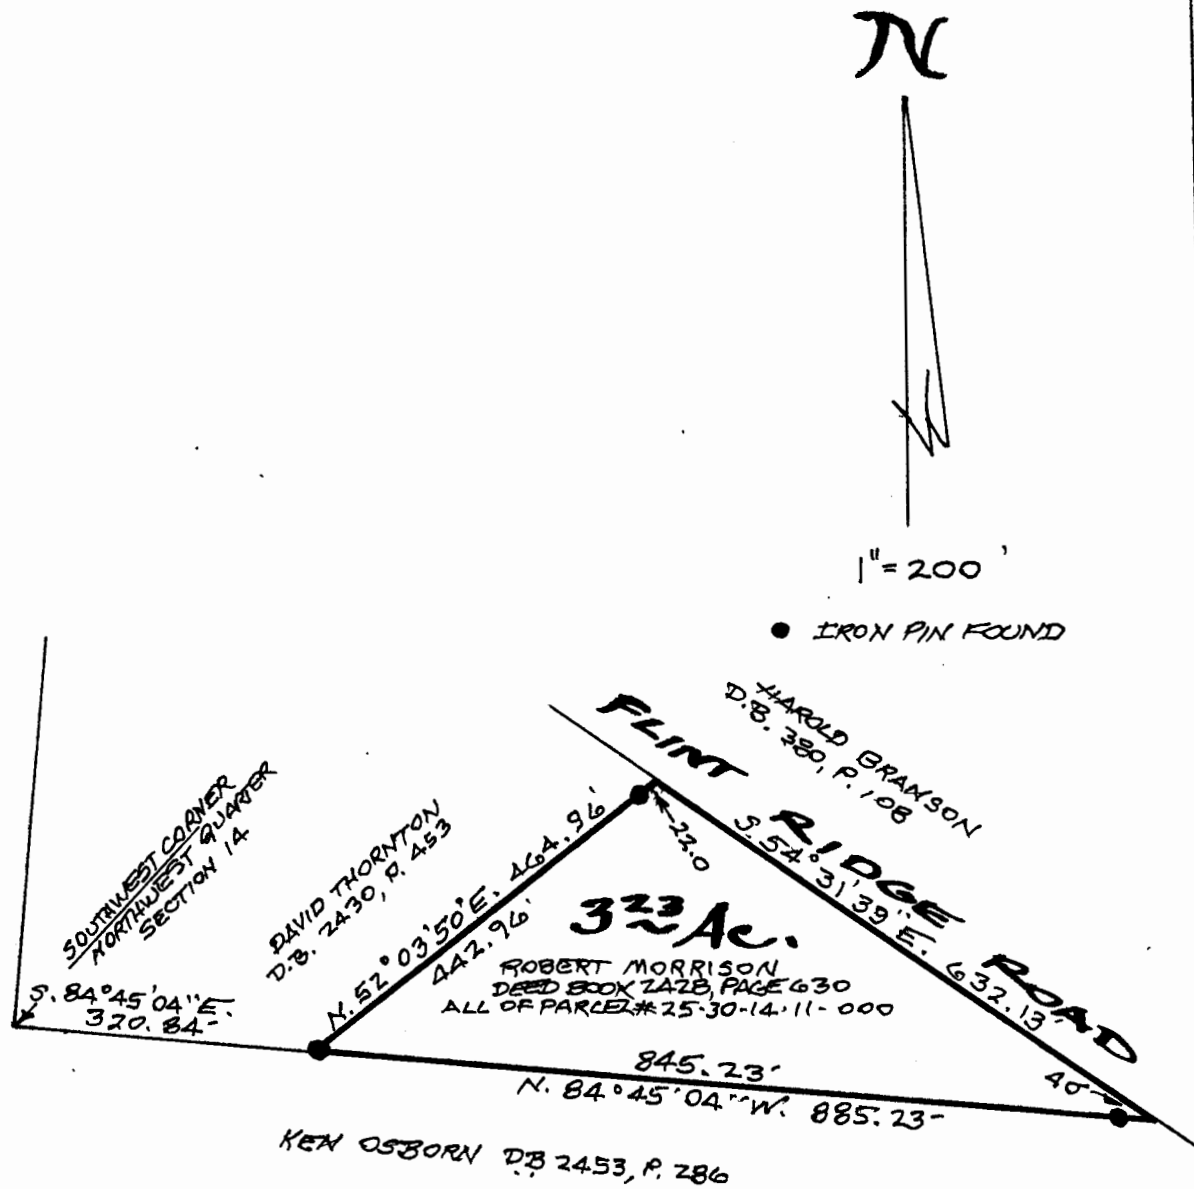 N
1" = 200'
IRON PIN FOUND
HAROLD BRANSON
D.B. 380, P. 108
FLINT RIDGE ROAD
S. 54° 31' 39" E. 632.13'
22.0
SOUTHWEST CORNER
NORTHWEST QUARTER
SECTION 14
S. 84° 45' 04" E.
320.84'
DAVID THORNTON
D.B. 2430, P. 453
N. 52° 03' 50" E. 464.96'
442.96'
3 23 Ac.
ROBERT MORRISON
DEED BOOK 2428, PAGE 630
ALL OF PARCEL # 25-30-14-11-000
845.23'
N. 84° 45' 04" W. 885.23'
40'
KEN OSBORN DB 2453, P. 286